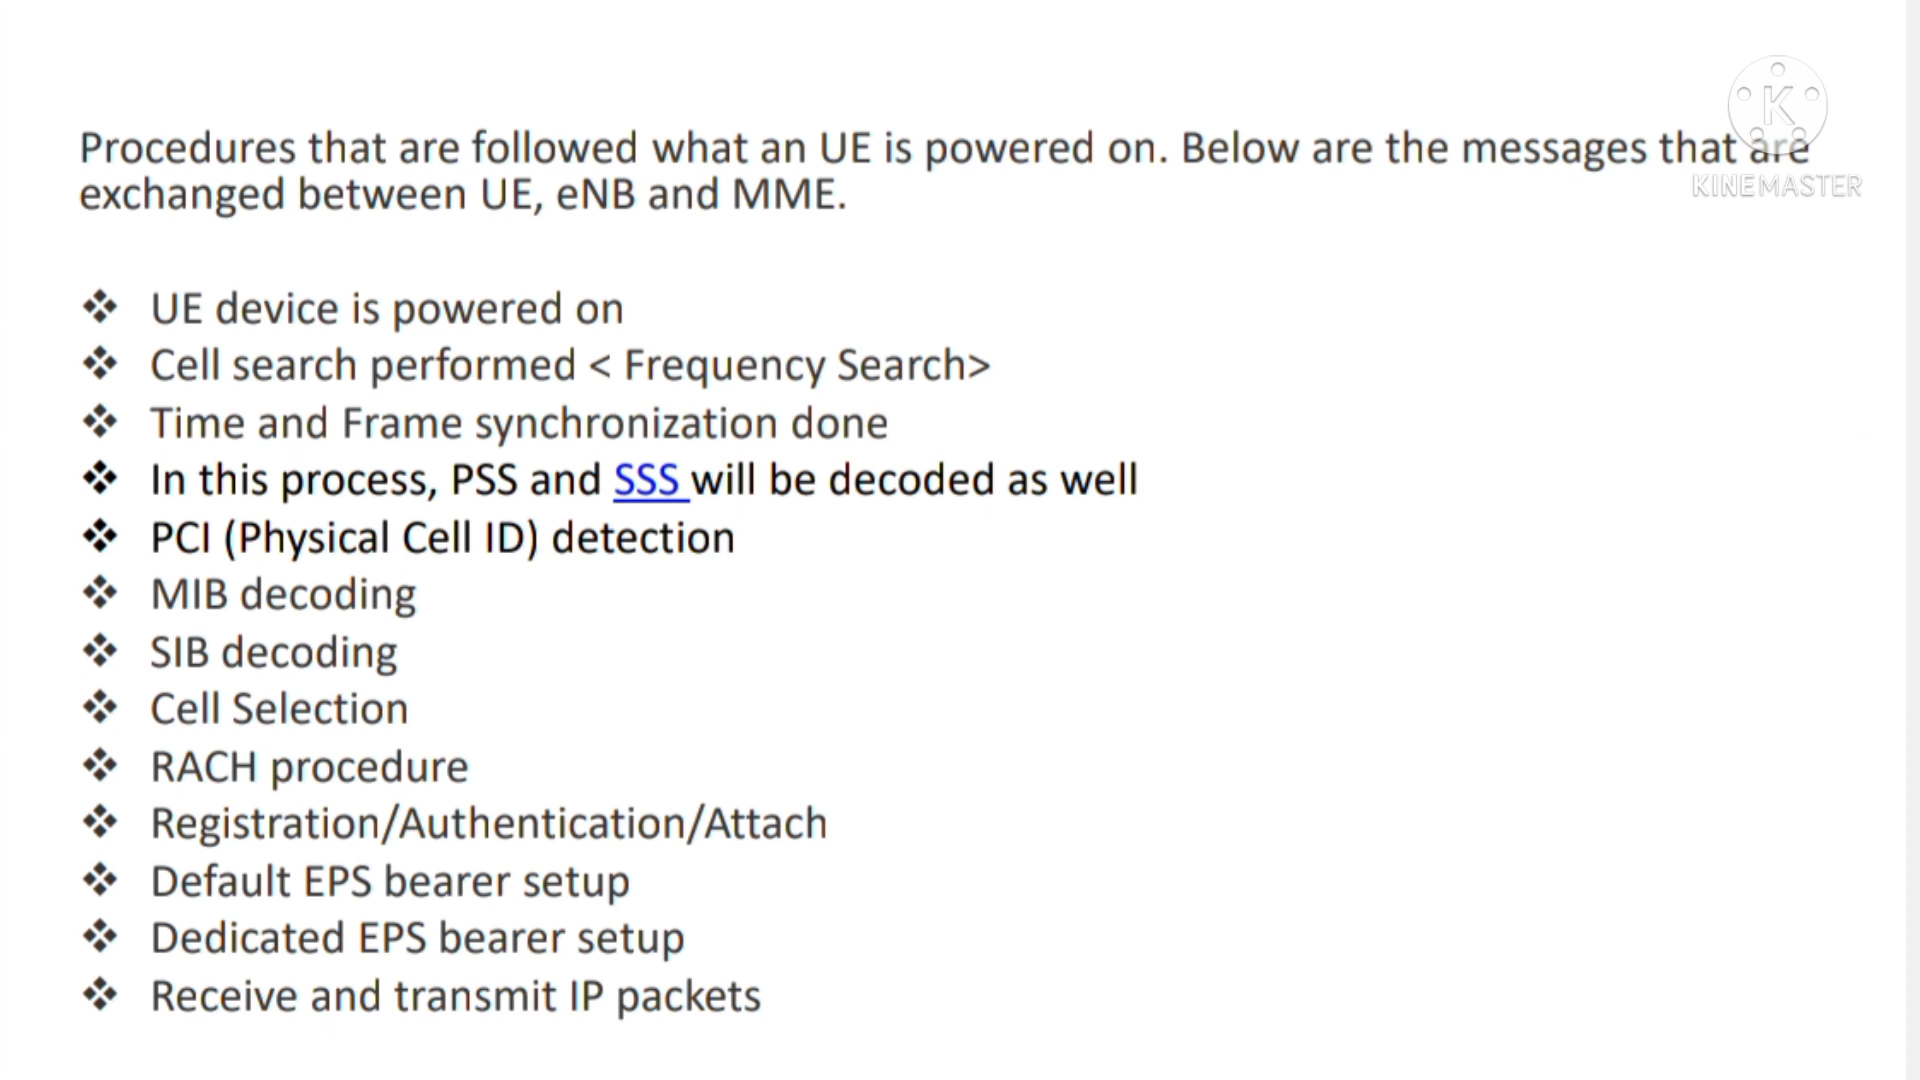 Procedures that are followed what an UE is powered on. Below are the messages that are
exchanged between UE, eNB and MME.
K
KINEMASTER
❖ UE device is powered on
❖ Cell search performed < Frequency Search>
❖ Time and Frame synchronization done
❖ In this process, PSS and SSS will be decoded as well
❖ PCI (Physical Cell ID) detection
❖ MIB decoding
❖ SIB decoding
❖ Cell Selection
❖ RACH procedure
❖ Registration/Authentication/Attach
❖ Default EPS bearer setup
❖ Dedicated EPS bearer setup
❖ Receive and transmit IP packets